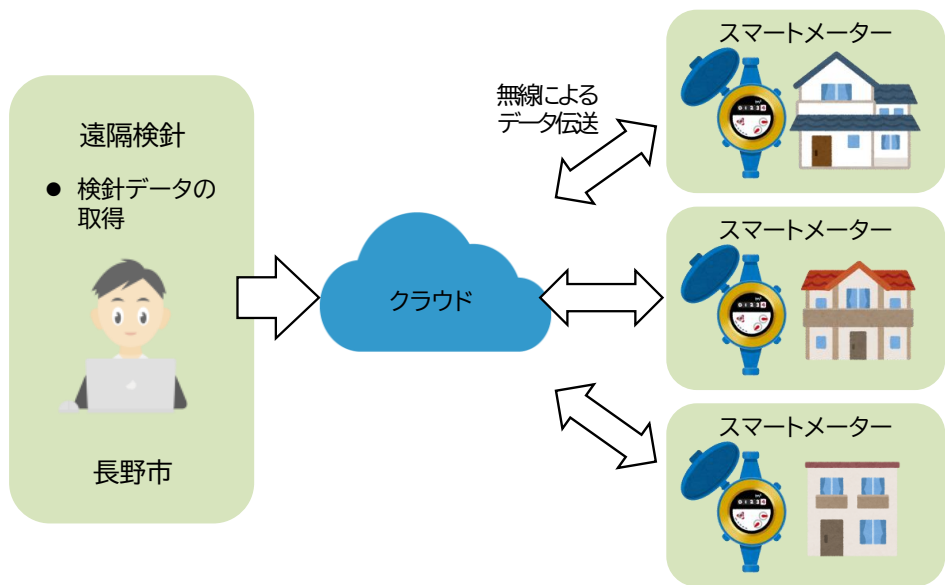 遠隔検針
● 検針データの
取得
長野市
クラウド
無線による
データ伝送
スマートメーター
スマートメーター
スマートメーター